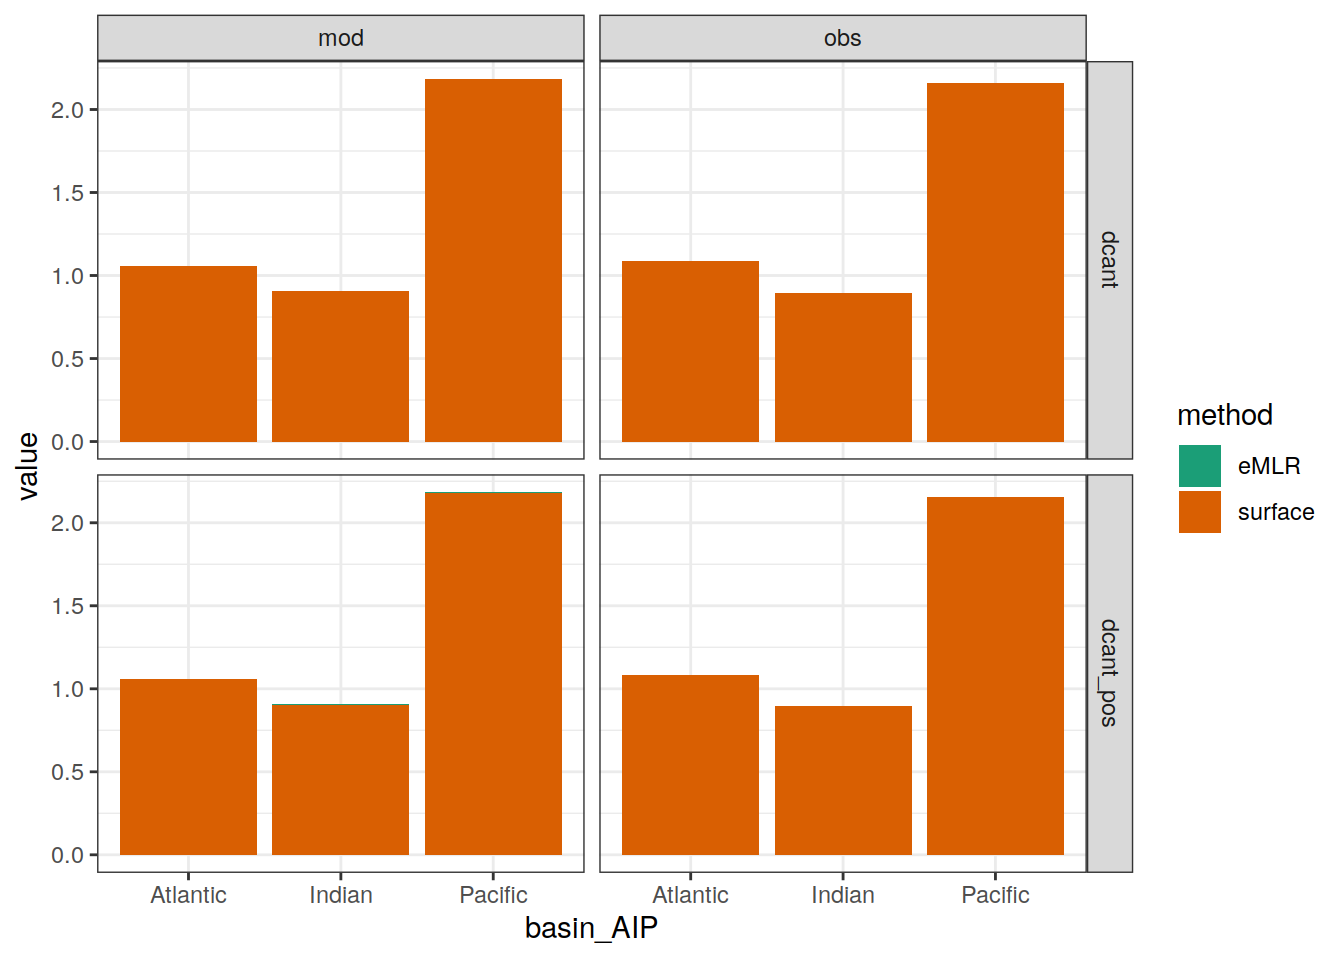 mod
obs
2.0
1.5
1.0
0.5
0.0
dcant
2.0
1.5
1.0
0.5
0.0
dcant_pos
value
Atlantic
Indian
Pacific
Atlantic
Indian
Pacific
basin_AIP
method
eMLR
surface